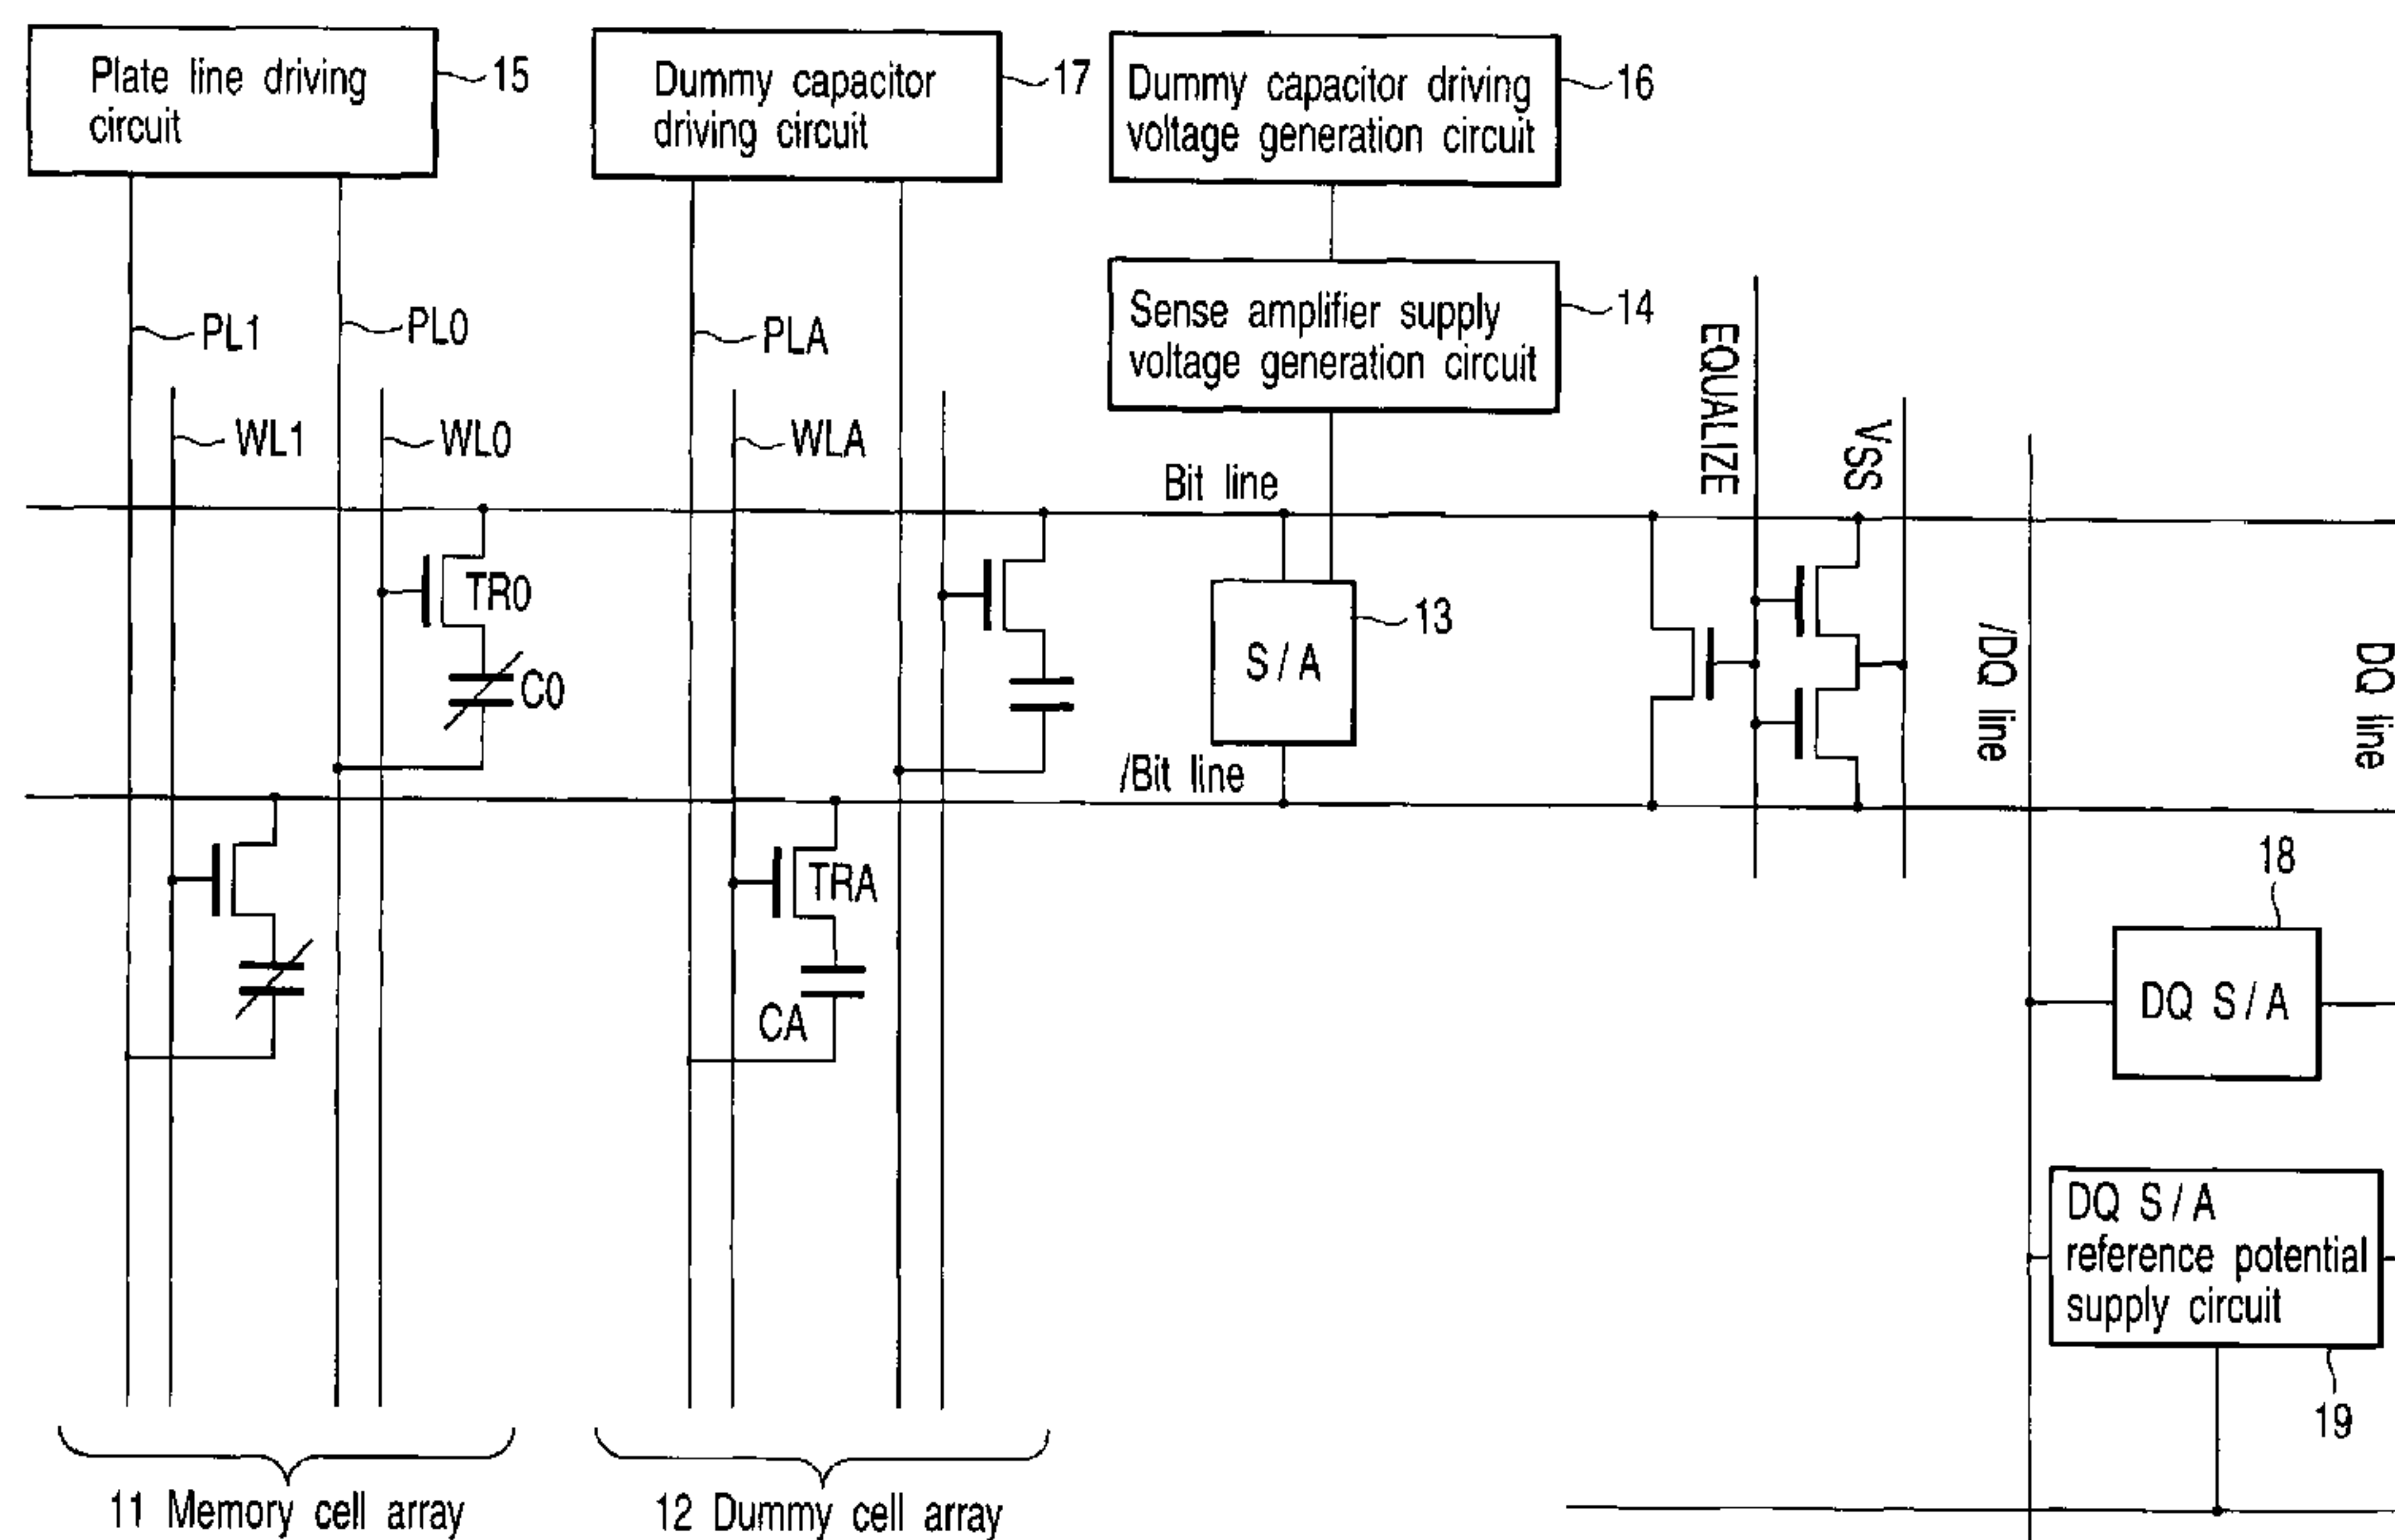 Plate line driving
circuit
15
Dummy capacitor
driving circuit
17
Dummy capacitor driving
voltage generation circuit
16
Sense amplifier supply
voltage generation circuit
14
PL1
PL0
PLA
WL1
WL0
WLA
EQUALIZE
VSS
Bit line
TR0
C0
S/A
13
/Bit line
/DQ line
DQ line
TRA
CA
18
DQ S/A
DQ S/A
reference potential
supply circuit
19
11 Memory cell array
12 Dummy cell array